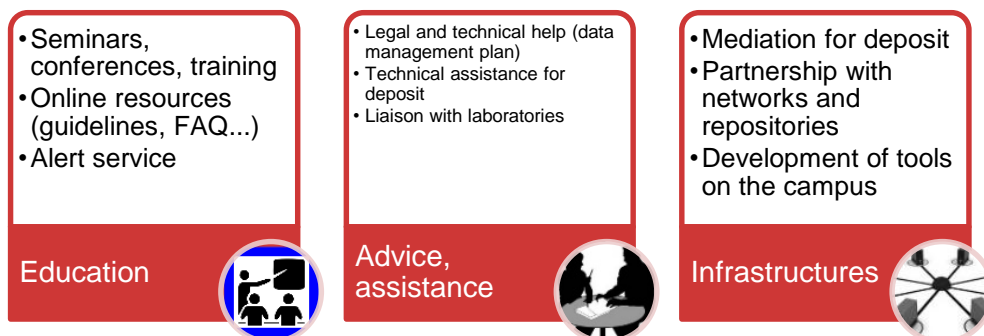 •Seminars,
conferences, training
•Online resources
(guidelines, FAQ...)
•Alert service
Education
• Legal and technical help (data
management plan)
• Technical assistance for
deposit
• Liaison with laboratories
Advice,
assistance
•Mediation for deposit
•Partnership with
networks and
repositories
•Development of tools
on the campus
Infrastructures